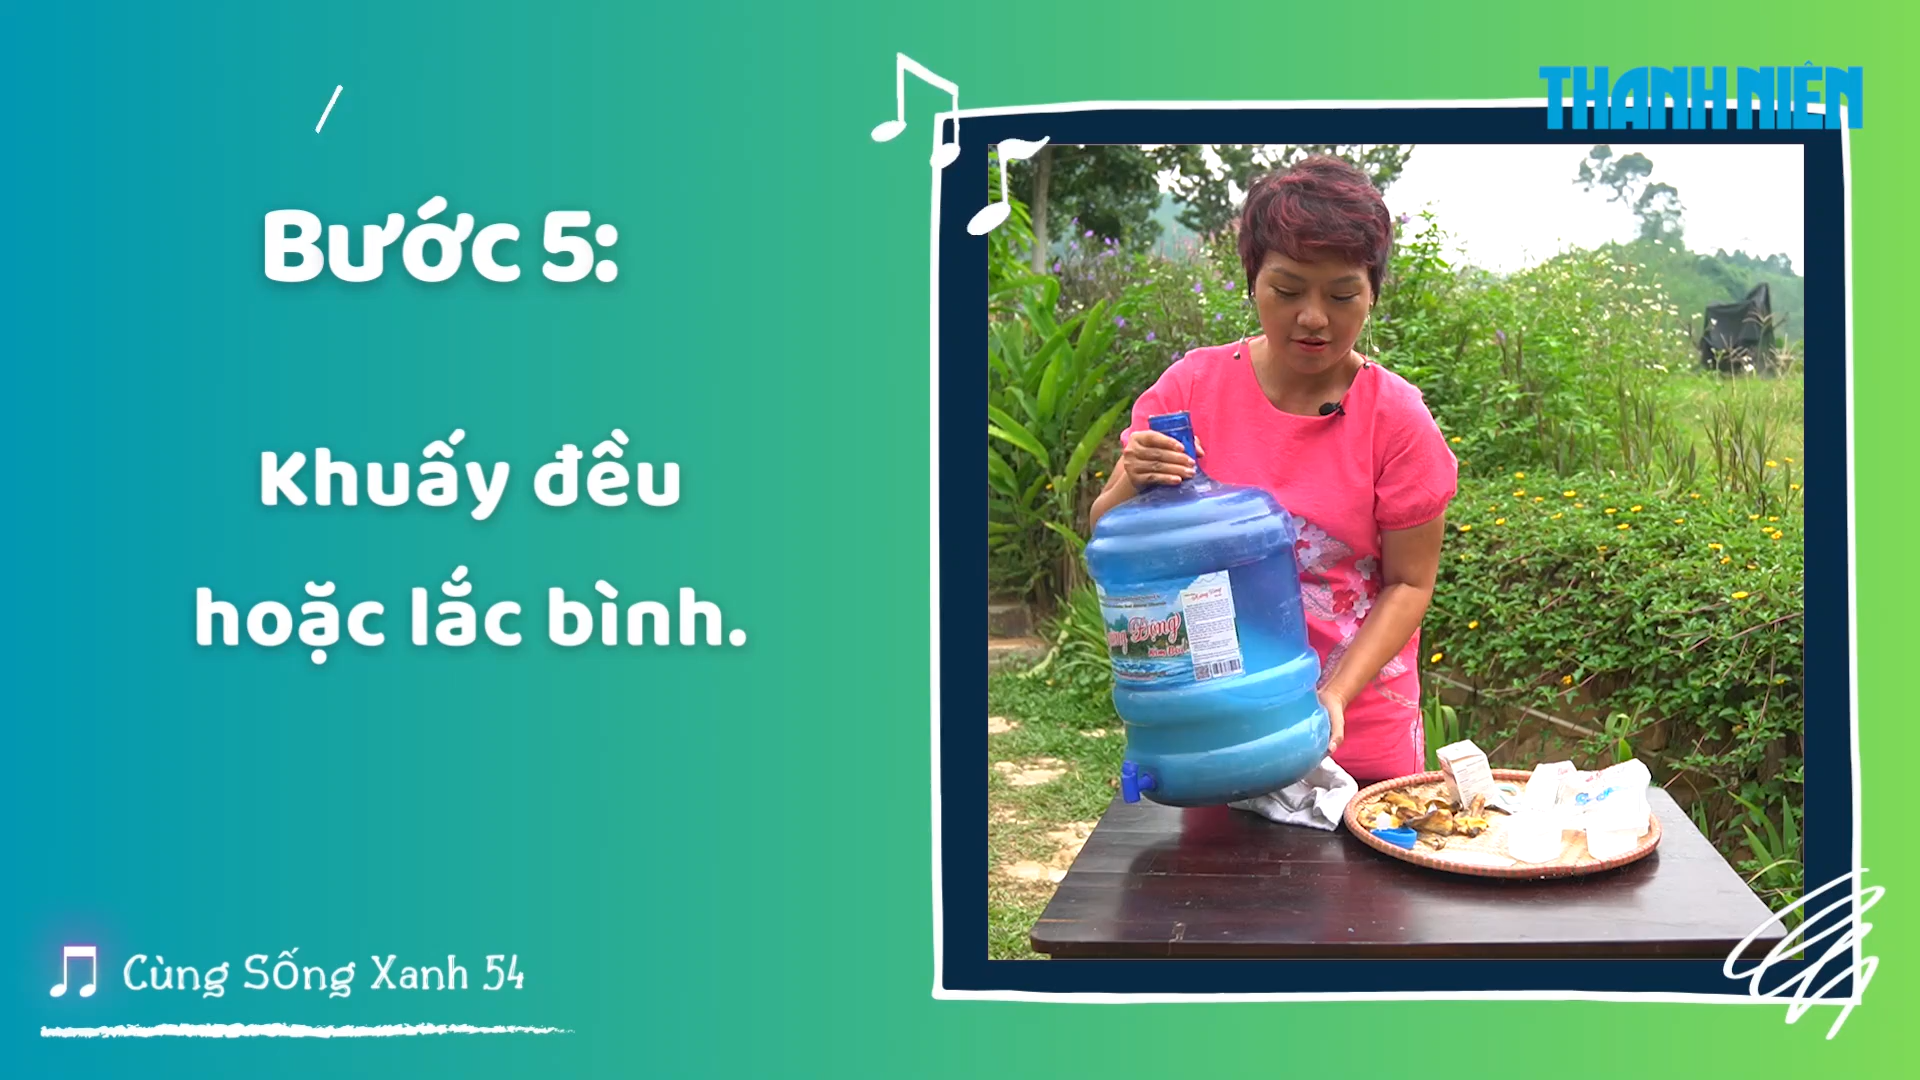 THANH NIÊN
Bước 5:
Khuấy đều
hoặc lắc bình.
Cùng Sống Xanh 54